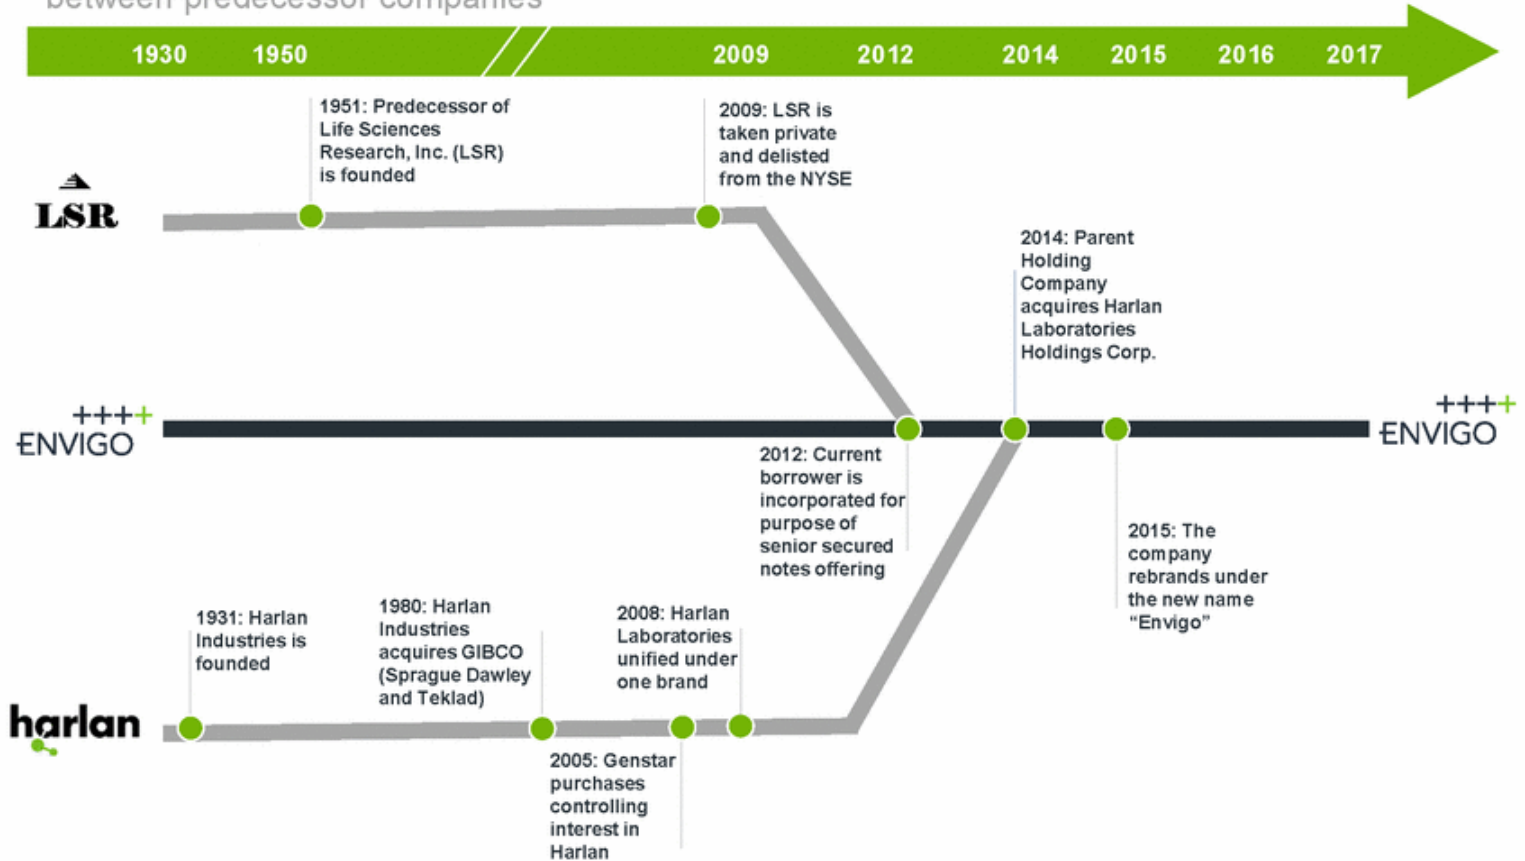 between predecessor companies
1930 1950 2009 2012 2014 2015 2016 2017
1951: Predecessor of
Life Sciences
Research, Inc. (LSR)
is founded
2009: LSR is
taken private
and delisted
from the NYSE
LSR
2014: Parent
Holding
Company
acquires Harlan
Laboratories
Holdings Corp.
++++
ENVIGO
++++
ENVIGO
2012: Current
borrower is
incorporated for
purpose of
senior secured
notes offering
2015: The
company
rebrands under
the new name
“Envigo”
1931: Harlan
Industries is
founded
1980: Harlan
Industries
acquires GIBCO
(Sprague Dawley
and Teklad)
2008: Harlan
Laboratories
unified under
one brand
harlan
2005: Genstar
purchases
controlling
interest in
Harlan